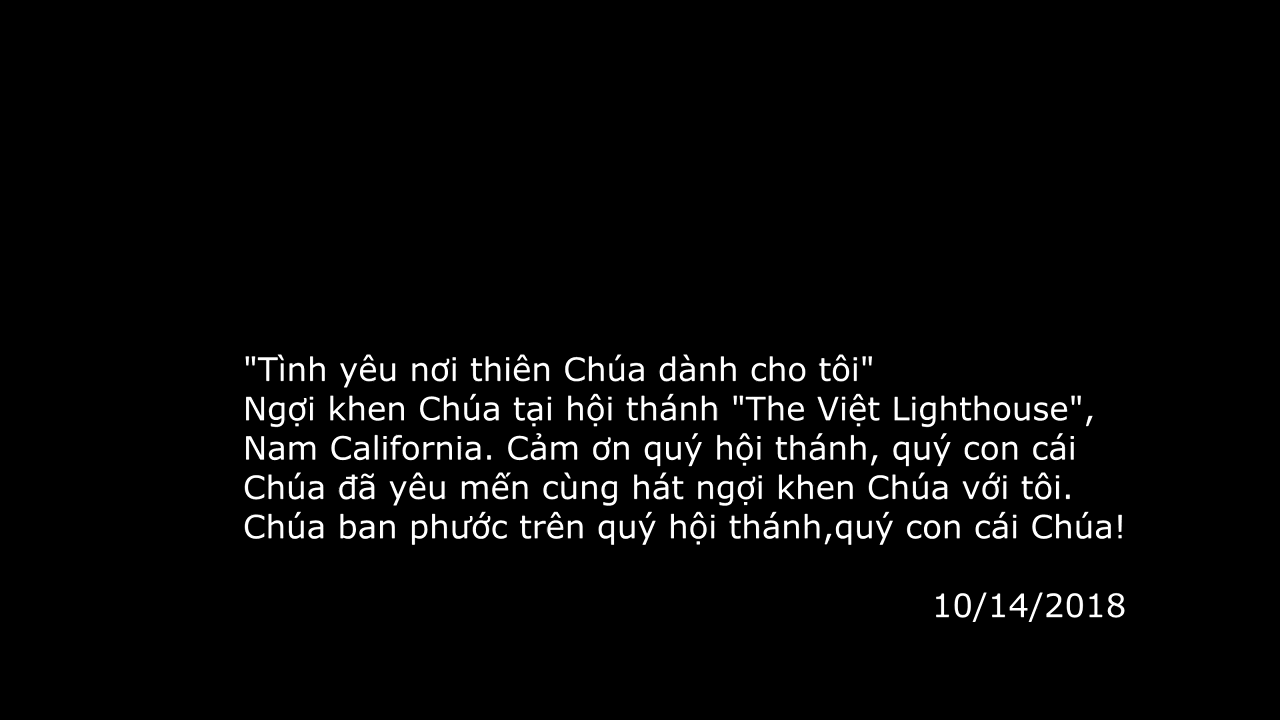 "Tình yêu nơi thiên Chúa dành cho tôi"
Ngợi khen Chúa tại hội thánh "The Việt Lighthouse",
Nam California. Cảm ơn quý hội thánh, quý con cái
Chúa đã yêu mến cùng hát ngợi khen Chúa với tôi.
Chúa ban phước trên quý hội thánh,quý con cái Chúa!
10/14/2018